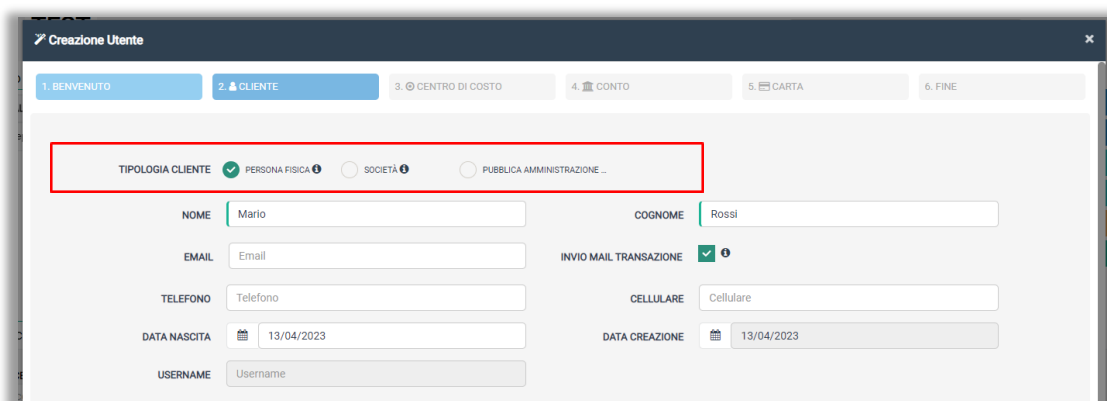 Creazione Utente ×
1. BENVENUTO 2. CLIENTE 3. CENTRO DI COSTO 4. CONTO 5. CARTA 6. FINE
TIPOLOGIA CLIENTE PERSONA FISICA SOCIETÀ PUBBLICA AMMINISTRAZIONE ...
NOME Mario COGNOME Rossi
EMAIL Email INVIO MAIL TRANSAZIONE
TELEFONO Telefono CELLULARE Cellulare
DATA NASCITA 13/04/2023 DATA CREAZIONE 13/04/2023
USERNAME Username